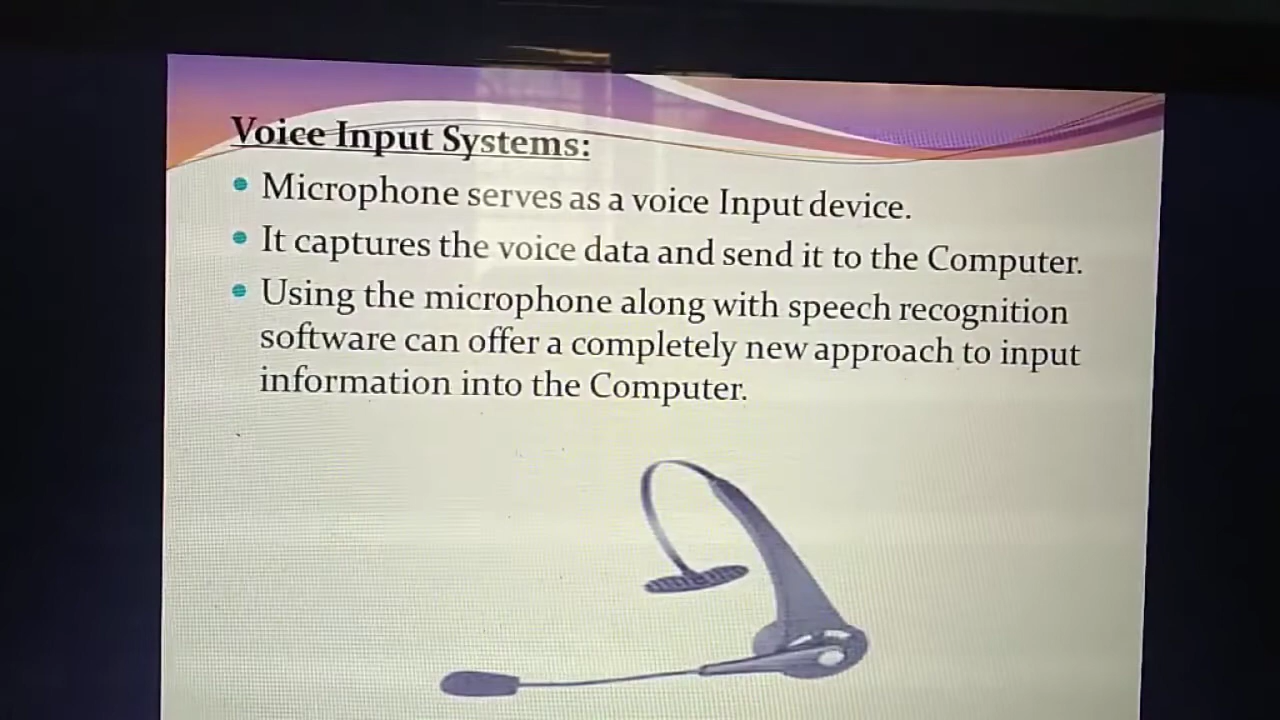 Voice Input Systems:
• Microphone serves as a voice Input device.
• It captures the voice data and send it to the Computer.
• Using the microphone along with speech recognition
software can offer a completely new approach to input
information into the Computer.